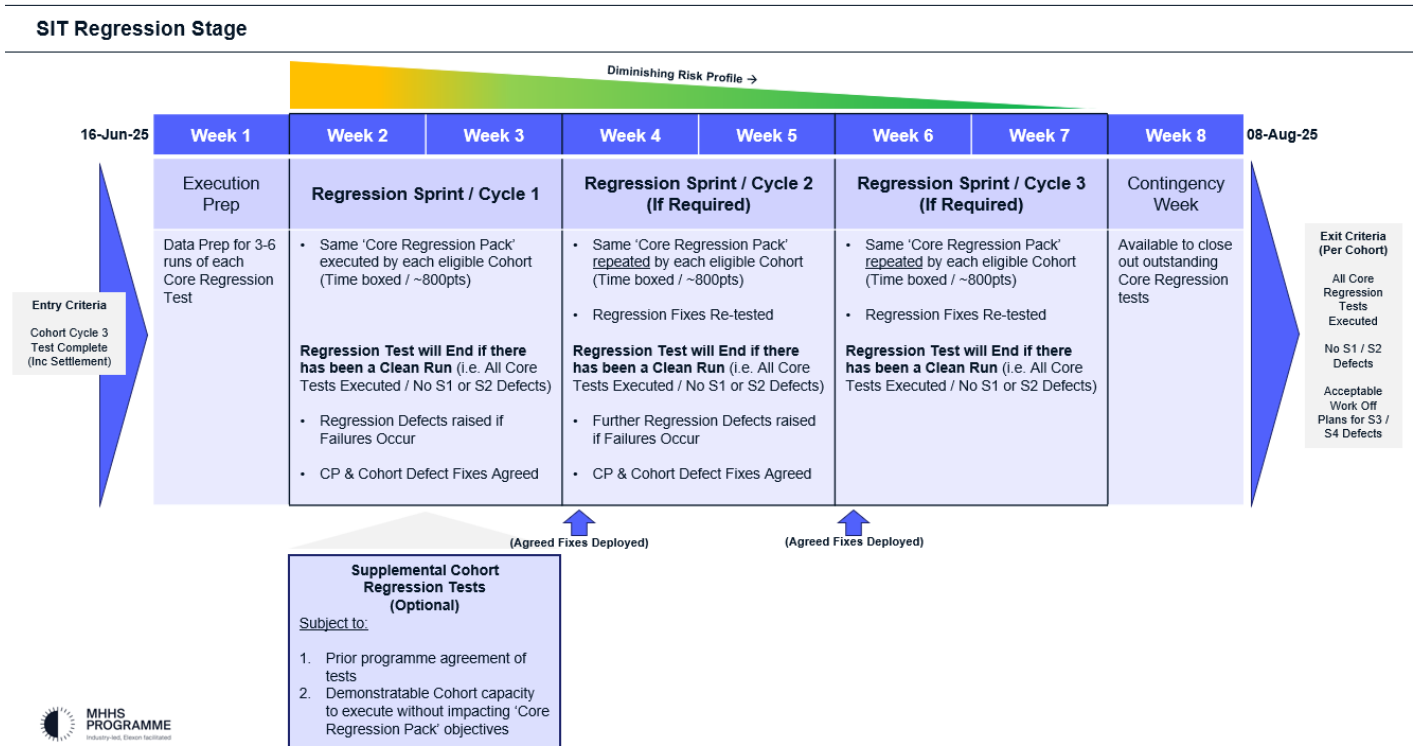 SIT Regression Stage
Diminishing Risk Profile →
16-Jun-25
Week 1
Week 2
Week 3
Week 4
Week 5
Week 6
Week 7
Week 8
08-Aug-25
Entry Criteria
Cohort Cycle 3
Test Complete
(Inc Settlement)
Execution
Prep
Data Prep for 3-6
runs of each
Core Regression
Test
Regression Sprint / Cycle 1
• Same ‘Core Regression Pack’
executed by each eligible Cohort
(Time boxed / ~800pts)
Regression Test will End if there
has been a Clean Run (i.e. All Core
Tests Executed / No S1 or S2 Defects)
• Regression Defects raised if
Failures Occur
• CP & Cohort Defect Fixes Agreed
Regression Sprint / Cycle 2
(If Required)
• Same ‘Core Regression Pack’
repeated by each eligible Cohort
(Time boxed / ~800pts)
• Regression Fixes Re-tested
Regression Test will End if there
has been a Clean Run (i.e. All Core
Tests Executed / No S1 or S2 Defects)
• Further Regression Defects raised
if Failures Occur
• CP & Cohort Defect Fixes Agreed
Regression Sprint / Cycle 3
(If Required)
• Same ‘Core Regression Pack’
repeated by each eligible Cohort
(Time boxed / ~800pts)
• Regression Fixes Re-tested
Regression Test will End if there
has been a Clean Run (i.e. All Core
Tests Executed / No S1 or S2 Defects)
Contingency
Week
Available to close
out outstanding
Core Regression
tests
Exit Criteria
(Per Cohort)
All Core
Regression
Tests
Executed
No S1 / S2
Defects
Acceptable
Work Off
Plans for S3 /
S4 Defects
(Agreed Fixes Deployed)
(Agreed Fixes Deployed)
Supplemental Cohort
Regression Tests
(Optional)
Subject to:
1. Prior programme agreement of
tests
2. Demonstratable Cohort capacity
to execute without impacting ‘Core
Regression Pack’ objectives
MHHS
PROGRAMME
Industry-led, Elexon facilitated